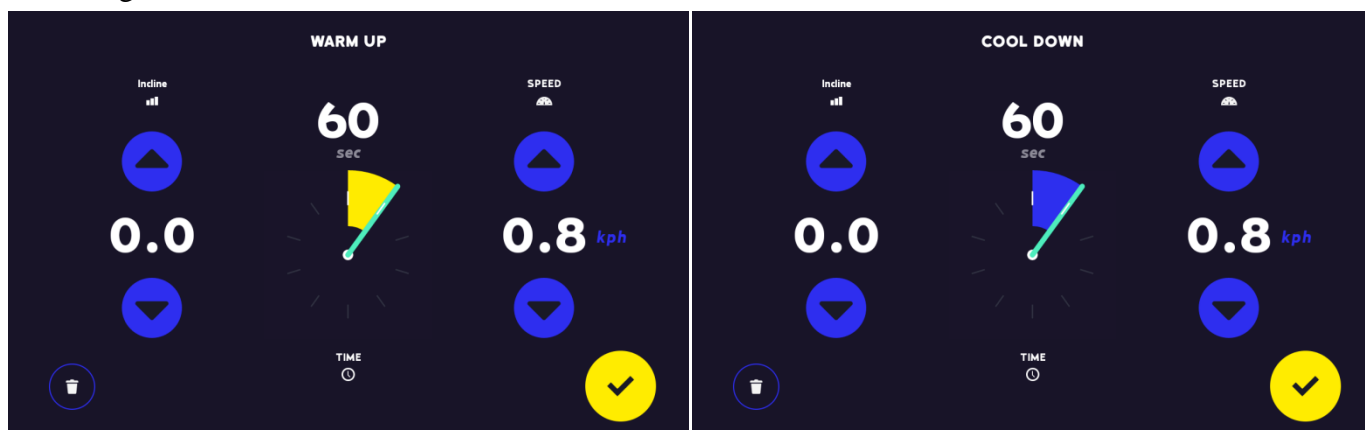 WARM UP
Incline
SPEED
60
sec
0.0
0.8 kph
TIME
COOL DOWN
Incline
SPEED
60
sec
0.0
0.8 kph
TIME